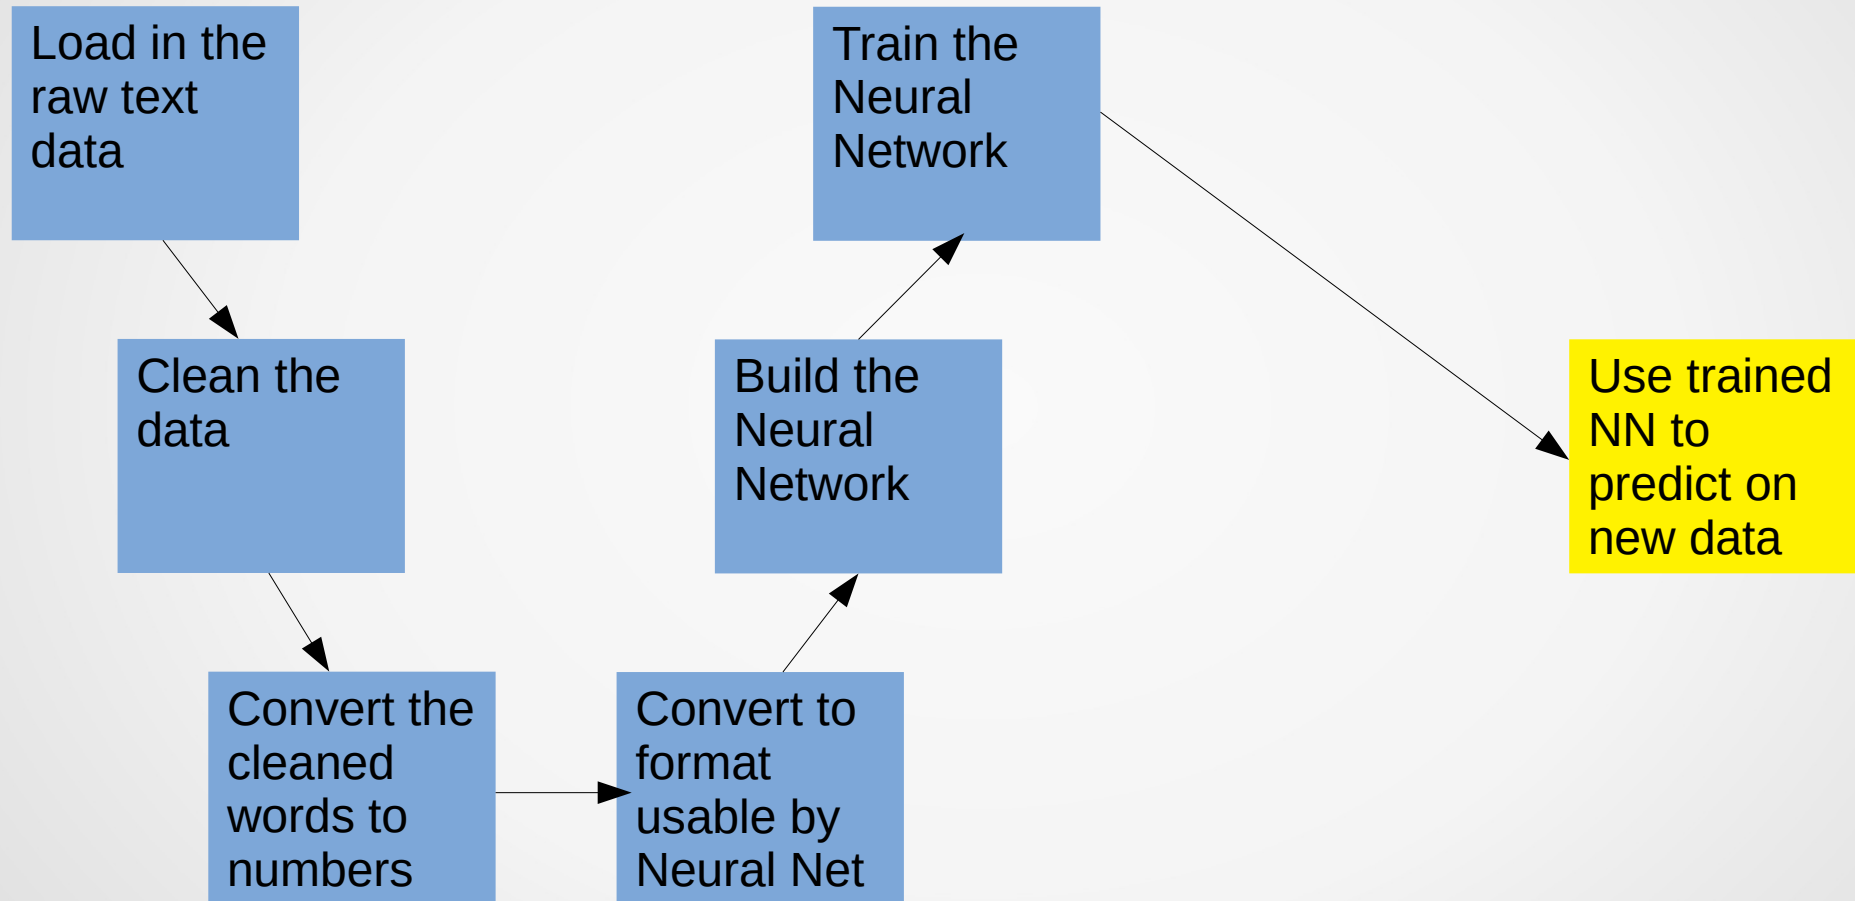 Load in the
raw text
data
Clean the
data
Convert the
cleaned
words to
numbers
Convert to
format
usable by
Neural Net
Build the
Neural
Network
Train the
Neural
Network
Use trained
NN to
predict on
new data